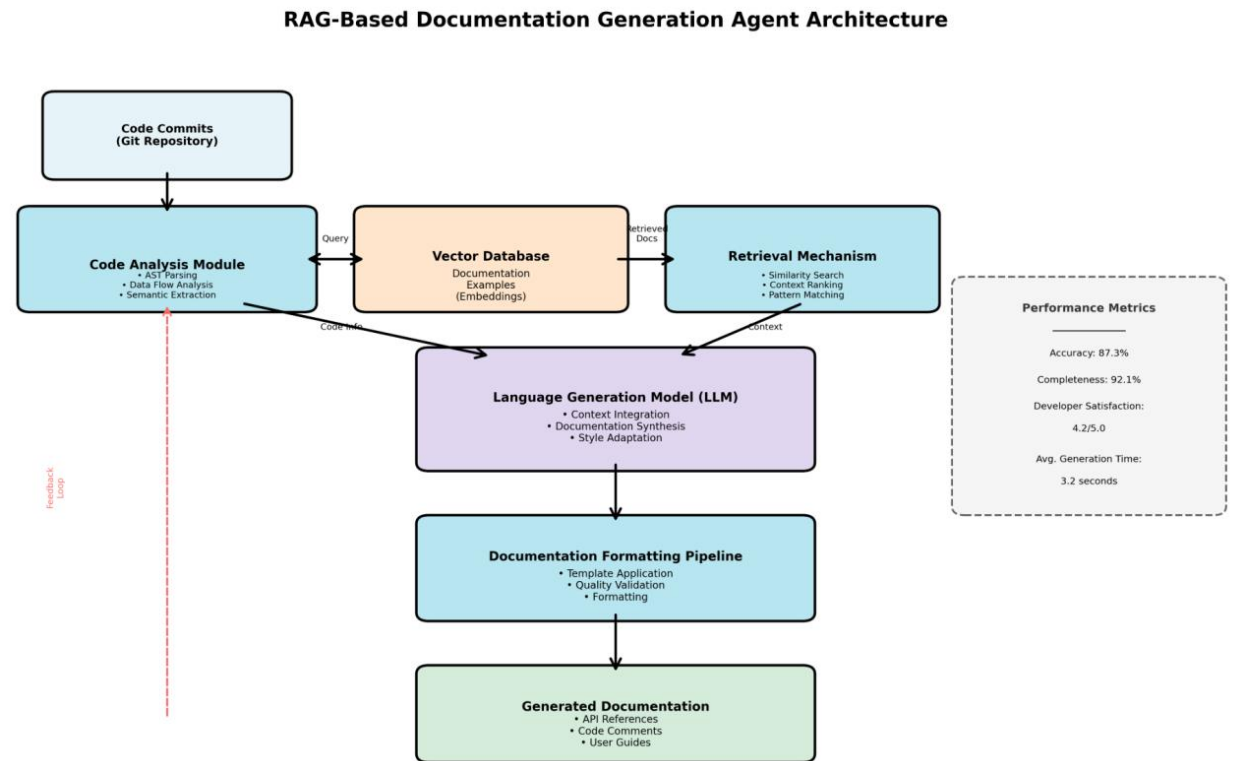 RAG-Based Documentation Generation Agent Architecture
Code Commits
(Git Repository)
Code Analysis Module
• AST Parsing
• Data Flow Analysis
• Semantic Extraction
Query
Vector Database
Documentation
Examples
(Embeddings)
Retrieved
Docs
Retrieval Mechanism
• Similarity Search
• Context Ranking
• Pattern Matching
Performance Metrics
Accuracy: 87.3%
Completeness: 92.1%
Developer Satisfaction:
4.2/5.0
Avg. Generation Time:
3.2 seconds
Code Info
Context
Language Generation Model (LLM)
• Context Integration
• Documentation Synthesis
• Style Adaptation
Feedback
Loop
Documentation Formatting Pipeline
• Template Application
• Quality Validation
• Formatting
Generated Documentation
• API References
• Code Comments
• User Guides